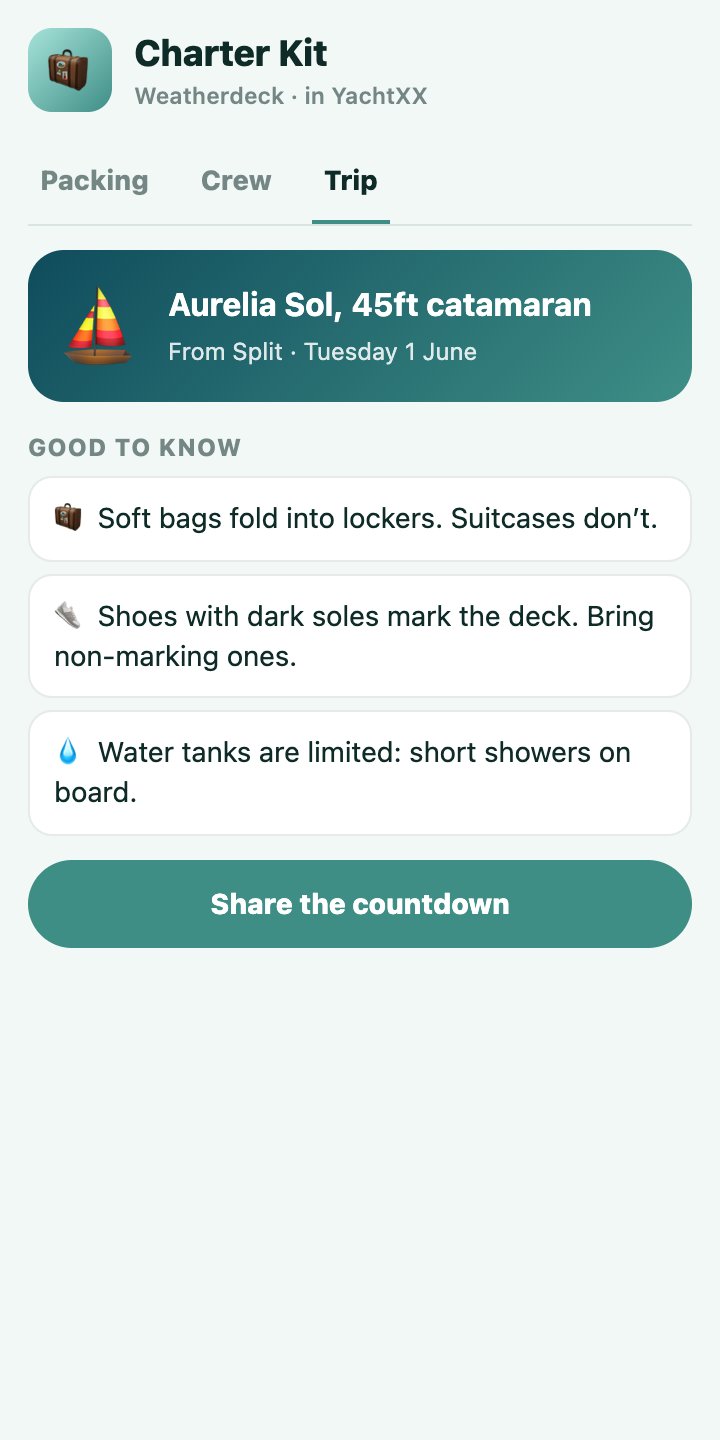 Charter Kit
Weatherdeck · in YachtXX
Packing Crew Trip
Aurelia Sol, 45ft catamaran
From Split · Tuesday 1 June
GOOD TO KNOW
Soft bags fold into lockers. Suitcases don’t.
Shoes with dark soles mark the deck. Bring
non-marking ones.
Water tanks are limited: short showers on
board.
Share the countdown